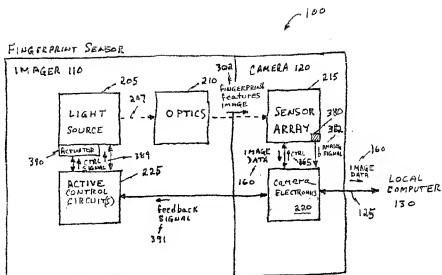 100
FINGERPRINT SENSOR
IMAGER 110
CAMERA 120
205
210
302
215
FINGERPRINT
FEATURES
IMAGE
LIGHT
SOURCE
207
OPTICS
SENSOR
ARRAY
380
382
ANALOG
SIGNAL
390
ACTUATOR
CTRL
SIGNAL
389
225
IMAGE
DATA
160
CTRL
365
160
IMAGE
DATA
ACTIVE
CONTROL
CIRCUIT(S)
feedback
SIGNAL
391
Camera
ELECTRONICS
220
125
LOCAL
COMPUTER
130